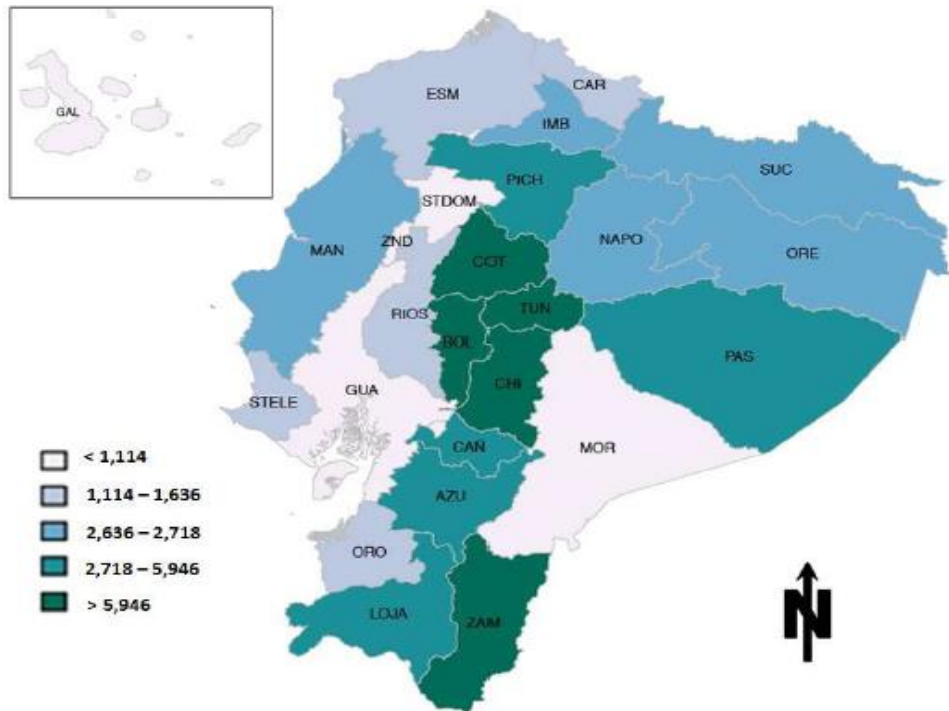 GAL
ESM
CAR
IMB
SUC
PICH
STDOM
NAPO
ZND
MAN
COT
ORE
TUN
RIOS
BOL
PAS
CHI
GUA
STELE
CAÑ
MOR
AZU
ORO
LOJA
ZAM
< 1,114
1,114 – 1,636
2,636 – 2,718
2,718 – 5,946
> 5,946
N